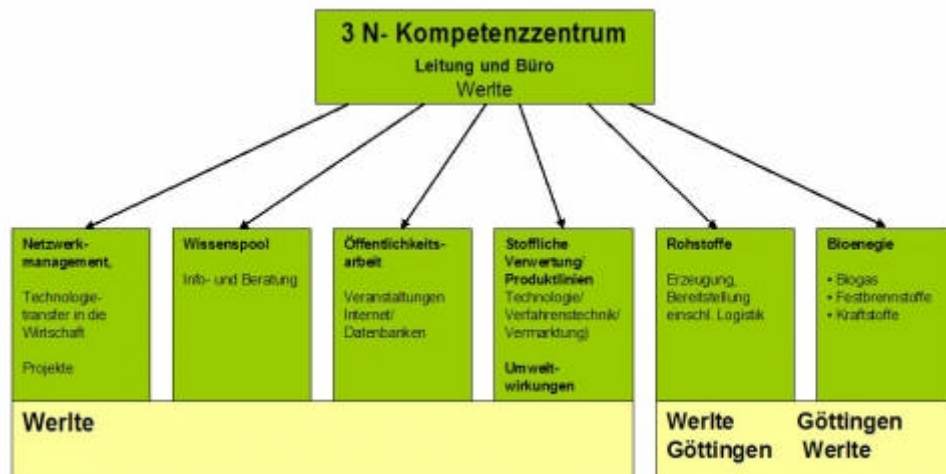 3 N- Kompetenzzentrum
Leitung und Büro
Werlte
Netzwerk-
management,
Technologie-
transfer in die
Wirtschaft
Projekte
Wissenspool
Info- und Beratung
Öffentlichkeits-
arbeit
Veranstaltungen
Internet/
Datenbanken
Stoffliche
Verwertung/
Produktlinien
Technologie/
Verfahrenstechnik/
Vermarktung)
Umwelt-
wirkungen
Rohstoffe
Erzeugung,
Bereitstellung
einschl. Logistik
Bioenegie
• Biogas
• Festbrennstoffe
• Kraftstoffe
Werlte
Werlte Göttingen
Göttingen Werlte